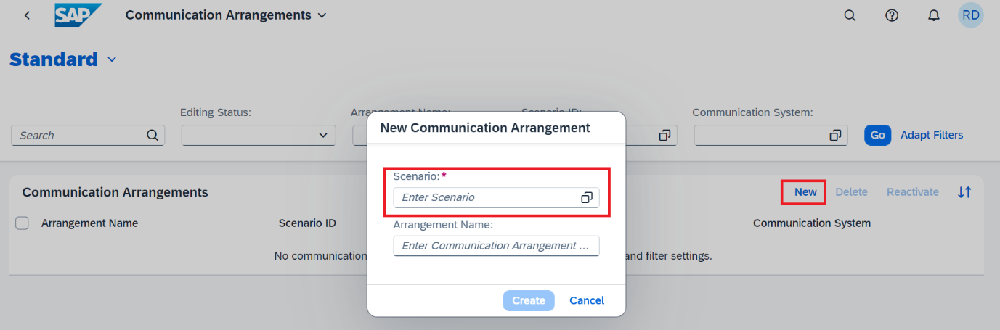 SAP Communication Arrangements RD
Standard
Editing Status: Arrangement Name: Scenario ID: Communication System:
Search Go Adapt Filters
New Communication Arrangement
Scenario:*
Enter Scenario
Communication Arrangements New Delete Reactivate
Arrangement Name Scenario ID Communication System
Arrangement Name:
Enter Communication Arrangement ...
No communication and filter settings.
Create Cancel